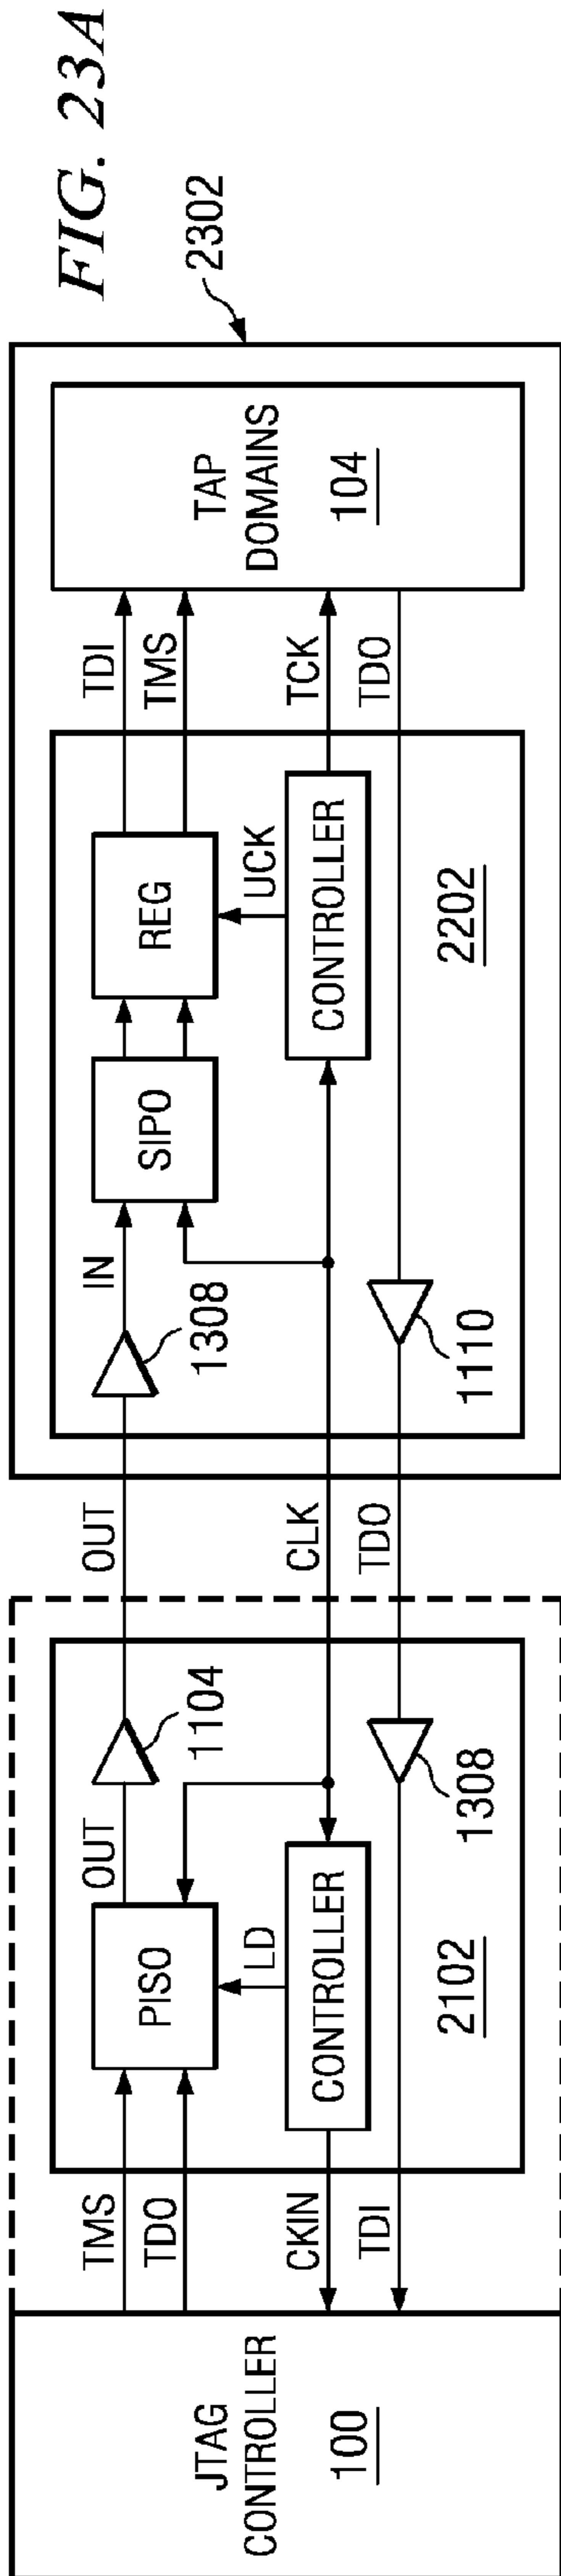 FIG. 23A
2302
JTAG
CONTROLLER
100
TMS
TDO
CKIN
TDI
PISO
LD
CONTROLLER
2102
OUT
1104
1308
OUT
CLK
TDO
1308
IN
SIPO
REG
UCK
CONTROLLER
1110
2202
TDI
TMS
TCK
TDO
TAP
DOMAINS
104